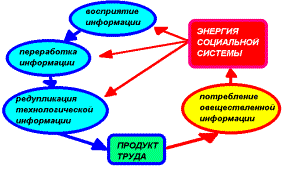 восприятие
информации
ЭНЕРГИЯ
СОЦИАЛЬНОЙ
СИСТЕМЫ
переработка
информации
редупликация
технологической
информации
потребление
овеществленной
информации
ПРОДУКТ
ТРУДА